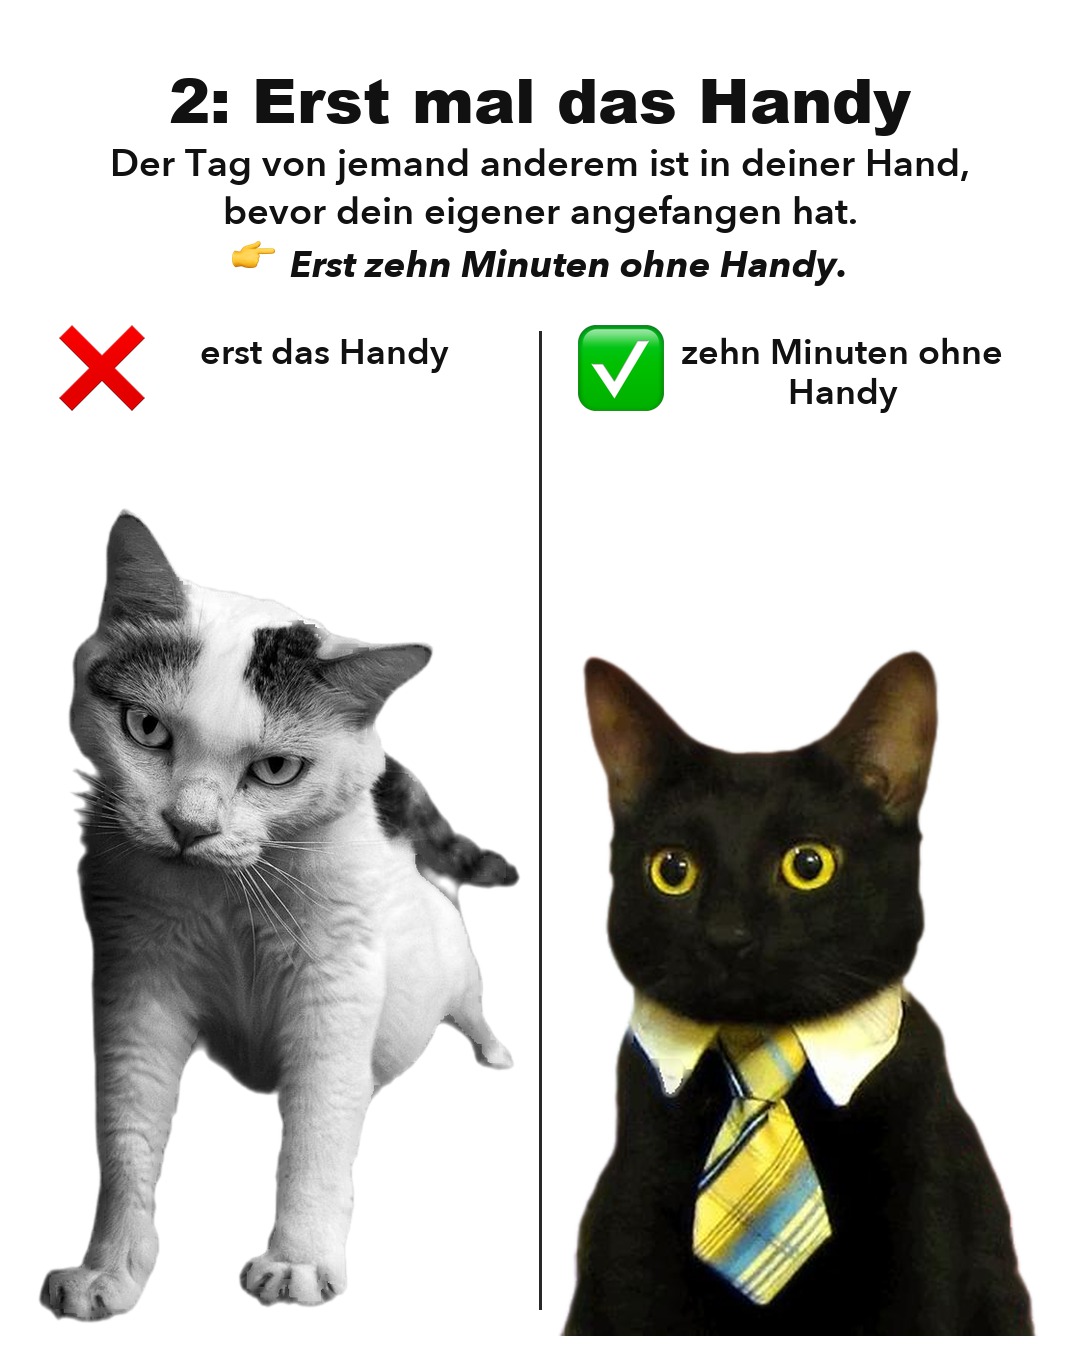 2: Erst mal das Handy
Der Tag von jemand anderem ist in deiner Hand,
bevor dein eigener angefangen hat.
👉 Erst zehn Minuten ohne Handy.
❌ erst das Handy
✅ zehn Minuten ohne
Handy